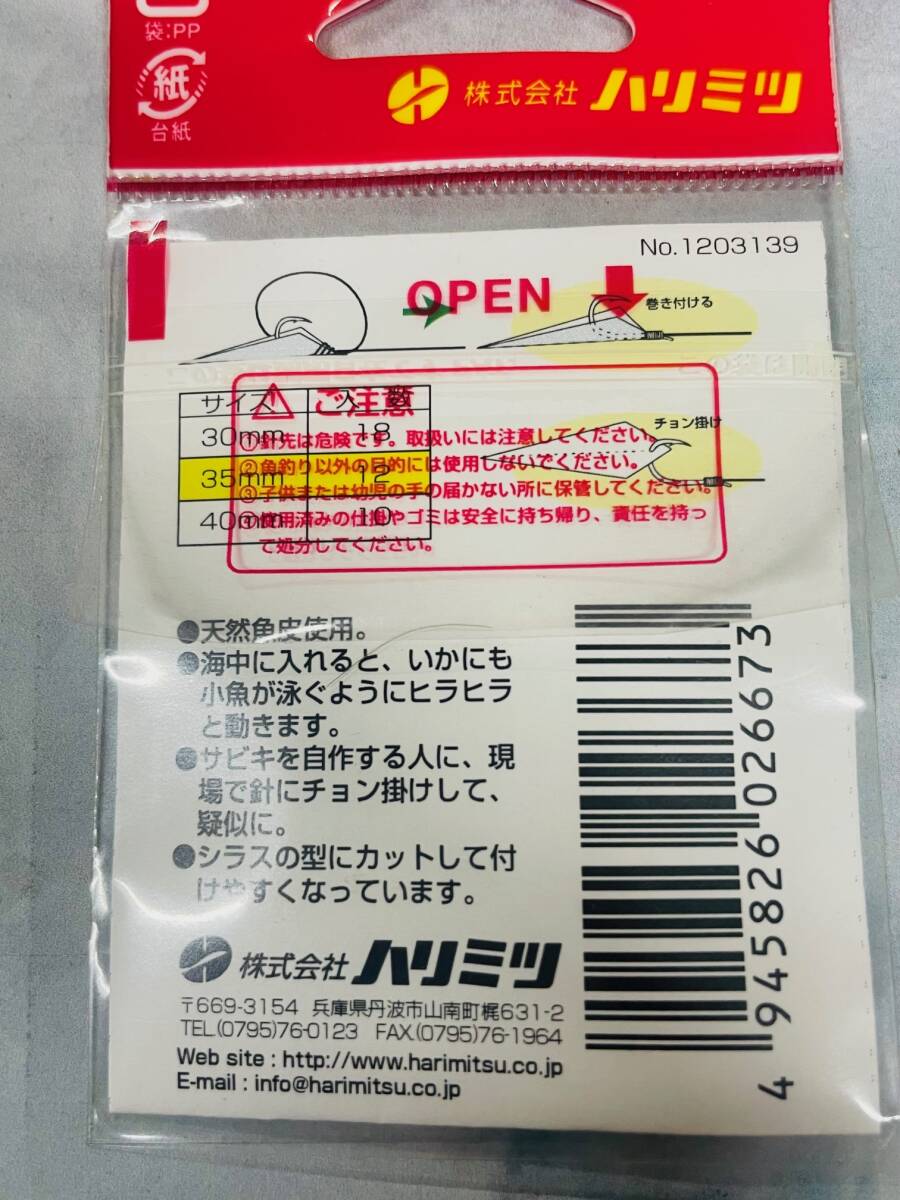 袋:PP
紙
台紙
株式会社 ハリミツ
No.1203139
OPEN
巻き付ける
チョン掛け
サイズ 入数
30mm 18
35mm 12
40mm 10
ご注意
①針先は危険です。取扱いには注意してください。
②魚釣り以外の目的には使用しないでください。
③子供または幼児の手の届かない所に保管してください。
④使用済みの仕掛やゴミは安全に持ち帰り、責任を持っ
て処分してください。
●天然魚皮使用。
●海中に入れると、いかにも
小魚が泳ぐようにヒラヒラ
と動きます。
●サビキを自作する人に、現
場で針にチョン掛けして、
疑似に。
●シラスの型にカットして付
けやすくなっています。
株式会社 ハリミツ
〒669-3154 兵庫県丹波市山南町梶631-2
TEL.(0795)76-0123 FAX.(0795)76-1964
Web site : http://www.harimitsu.co.jp
E-mail : info@harimitsu.co.jp
4 945826 026673